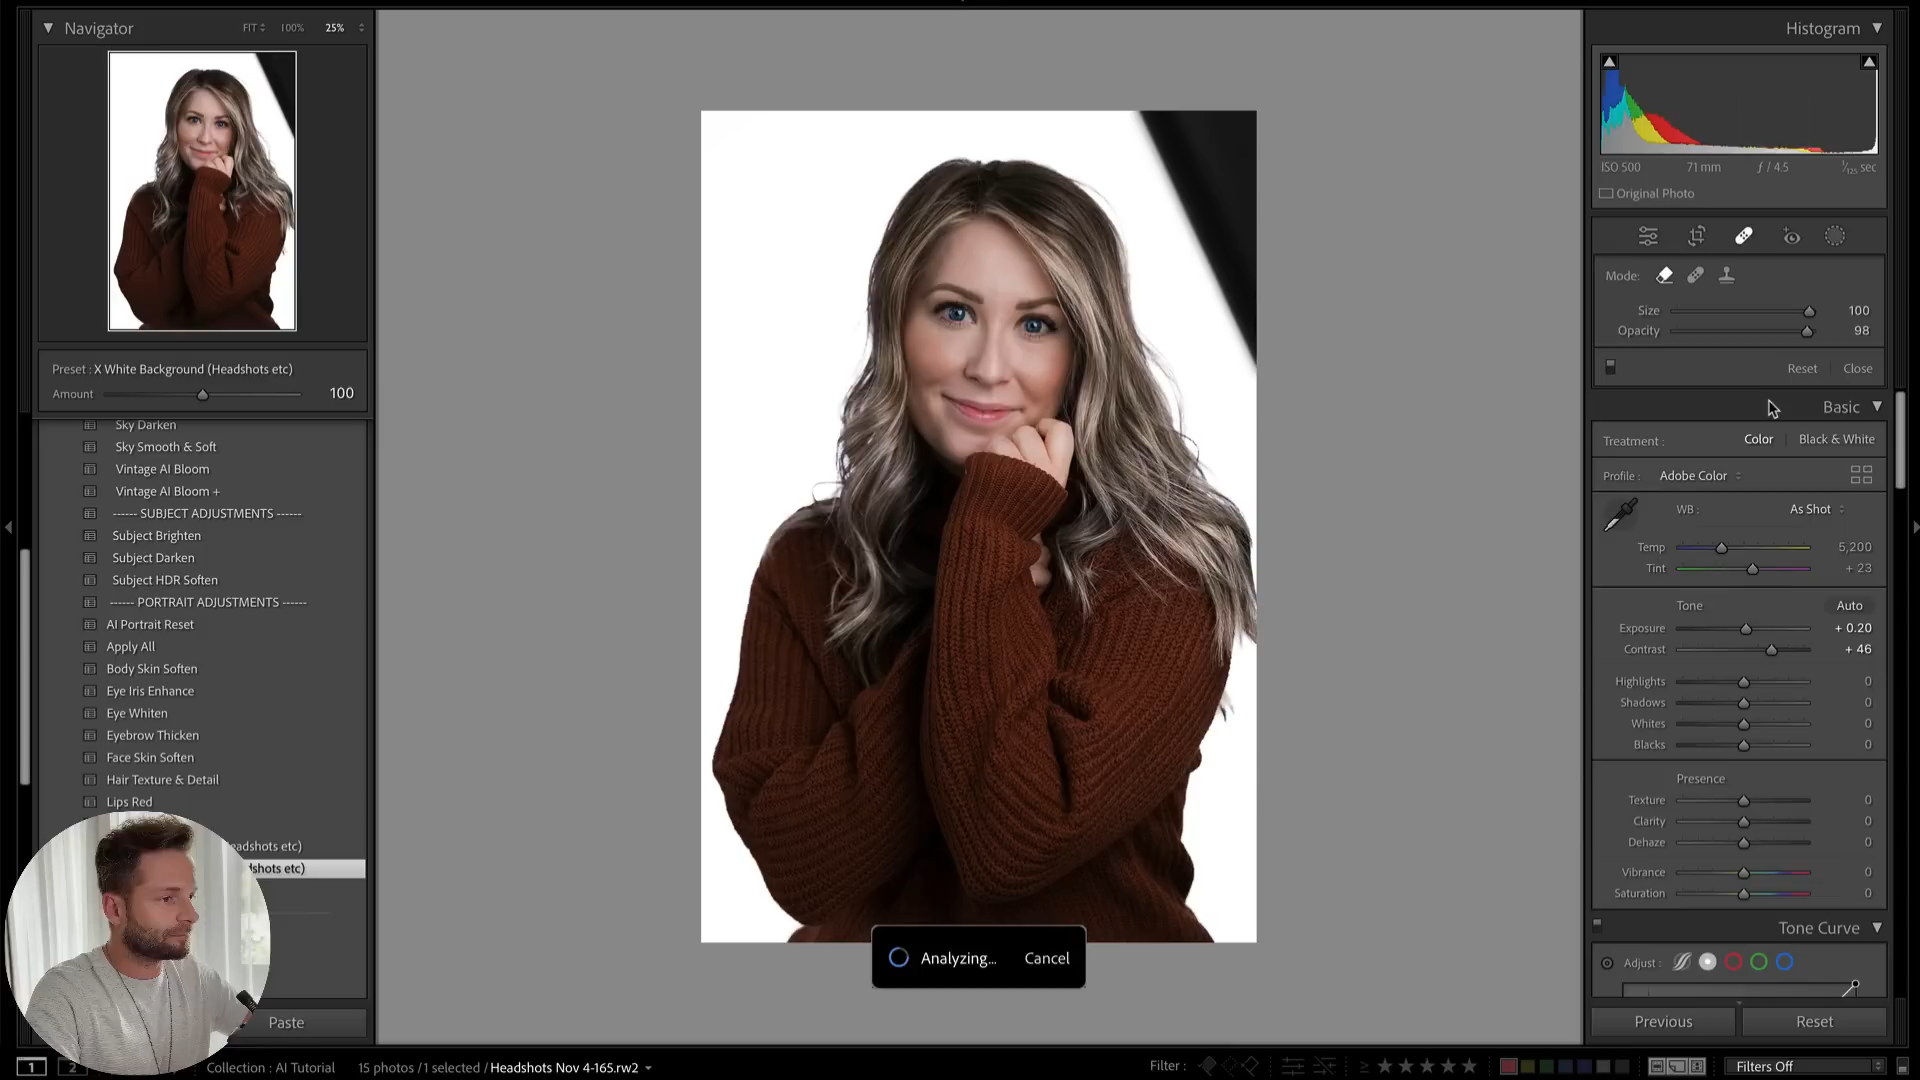 Navigator
FIT 100% 25%
Preset : X White Background (Headshots etc)
Amount 100
Sky Darken
Sky Smooth & Soft
Vintage AI Bloom
Vintage AI Bloom +
------ SUBJECT ADJUSTMENTS ------
Subject Brighten
Subject Darken
Subject HDR Soften
------ PORTRAIT ADJUSTMENTS ------
AI Portrait Reset
Apply All
Body Skin Soften
Eye Iris Enhance
Eye Whiten
Eyebrow Thicken
Face Skin Soften
Hair Texture & Detail
Lips Red
eadshots etc)
dshots etc)
Paste
Analyzing... Cancel
Histogram
ISO 500 71 mm ƒ / 4.5 1/125 sec
Original Photo
Mode:
Size 100
Opacity 98
Reset Close
Basic
Treatment : Color Black & White
Profile : Adobe Color
WB : As Shot
Temp 5,200
Tint + 23
Tone Auto
Exposure + 0.20
Contrast + 46
Highlights 0
Shadows 0
Whites 0
Blacks 0
Presence
Texture 0
Clarity 0
Dehaze 0
Vibrance 0
Saturation 0
Tone Curve
Adjust :
Previous Reset
1 2 Collection : AI Tutorial 15 photos / 1 selected / Headshots Nov 4-165.rw2 Filter : ≥ Filters Off